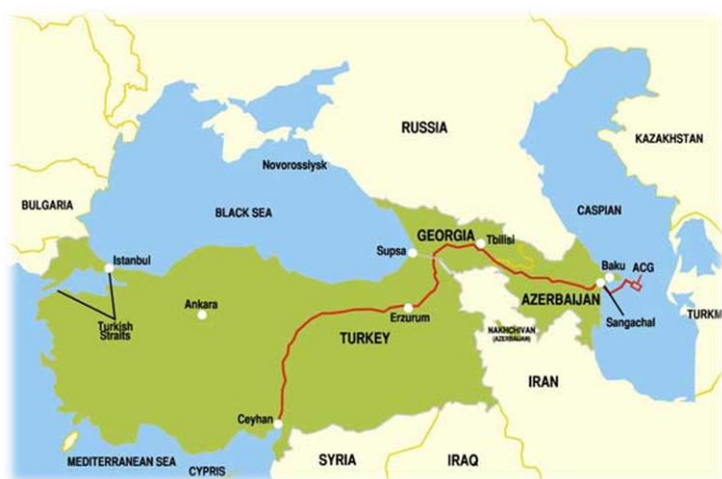 RUSSIA
KAZAKHSTAN
Novorossiysk
BULGARIA
BLACK SEA
CASPIAN
GEORGIA
Tbilisi
Supsa
Istanbul
Baku
ACG
AZERBAIJAN
Ankara
Erzurum
Sangachal
TURKM
Turkish
Straits
TURKEY
NAKHCHIVAN
(AZERBAIJAN)
IRAN
Ceyhan
MEDITERRANEAN SEA
CYPRIS
SYRIA
IRAQ